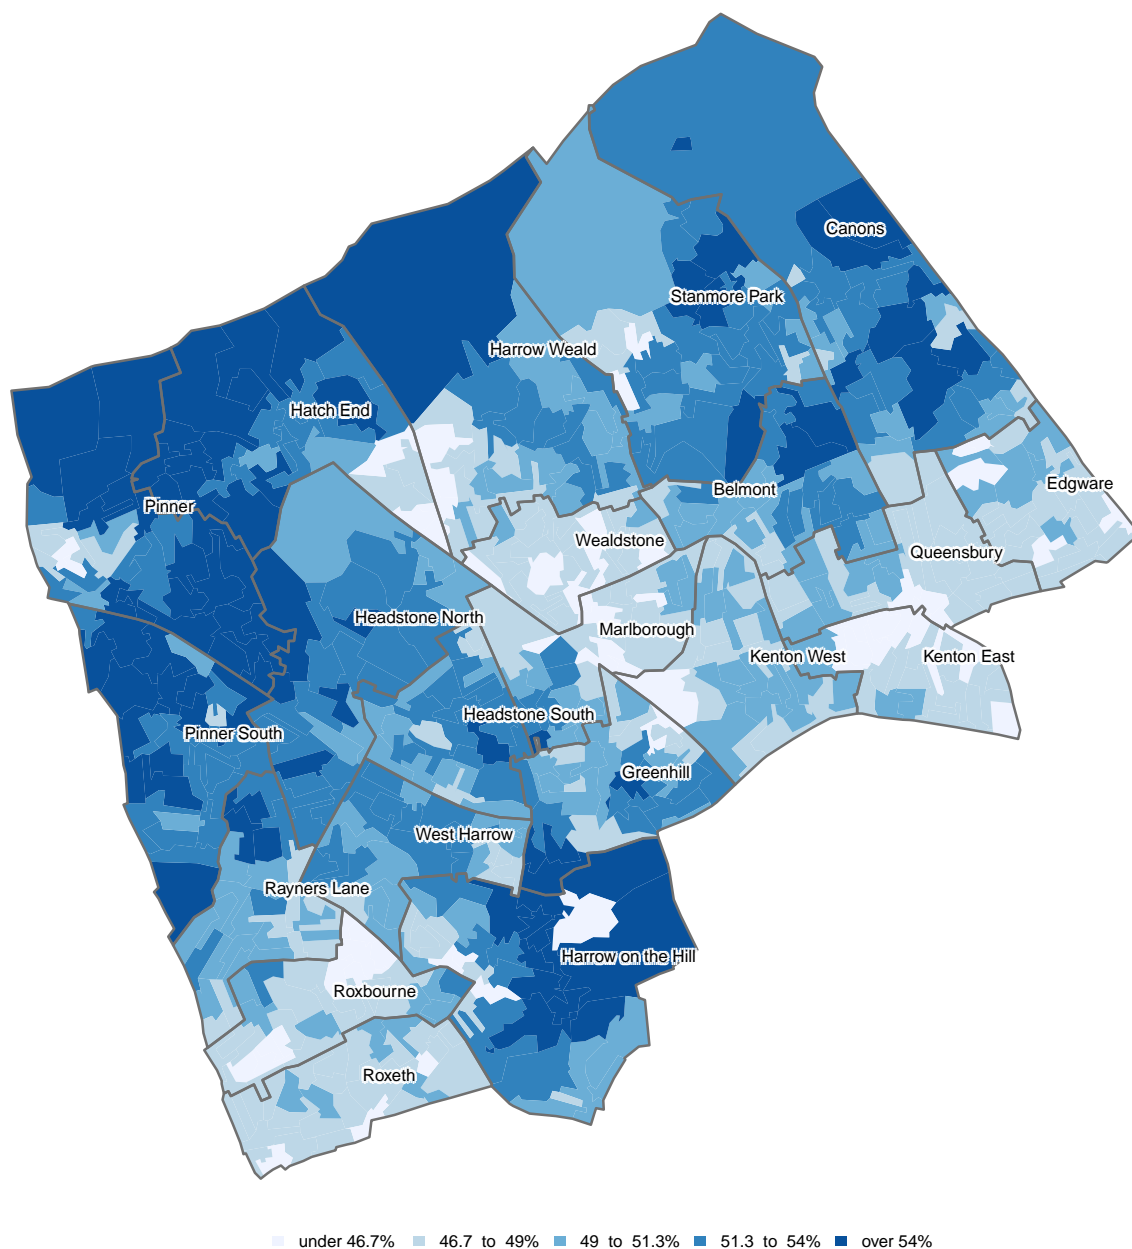 Canons
Stanmore Park
Harrow Weald
Hatch End
Edgware
Belmont
Pinner
Wealdstone
Queensbury
Headstone North
Marlborough
Kenton West
Kenton East
Headstone South
Pinner South
Greenhill
West Harrow
Rayners Lane
Harrow on the Hill
Roxbourne
Roxeth
under 46.7% 46.7 to 49% 49 to 51.3% 51.3 to 54% over 54%